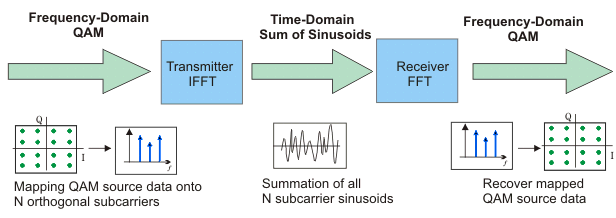 Frequency-Domain
QAM
Time-Domain
Sum of Sinusoids
Frequency-Domain
QAM
Transmitter
IFFT
Receiver
FFT
Q
I
f
Q
I
f
Mapping QAM source data onto
N orthogonal subcarriers
Summation of all
N subcarrier sinusoids
Recover mapped
QAM source data